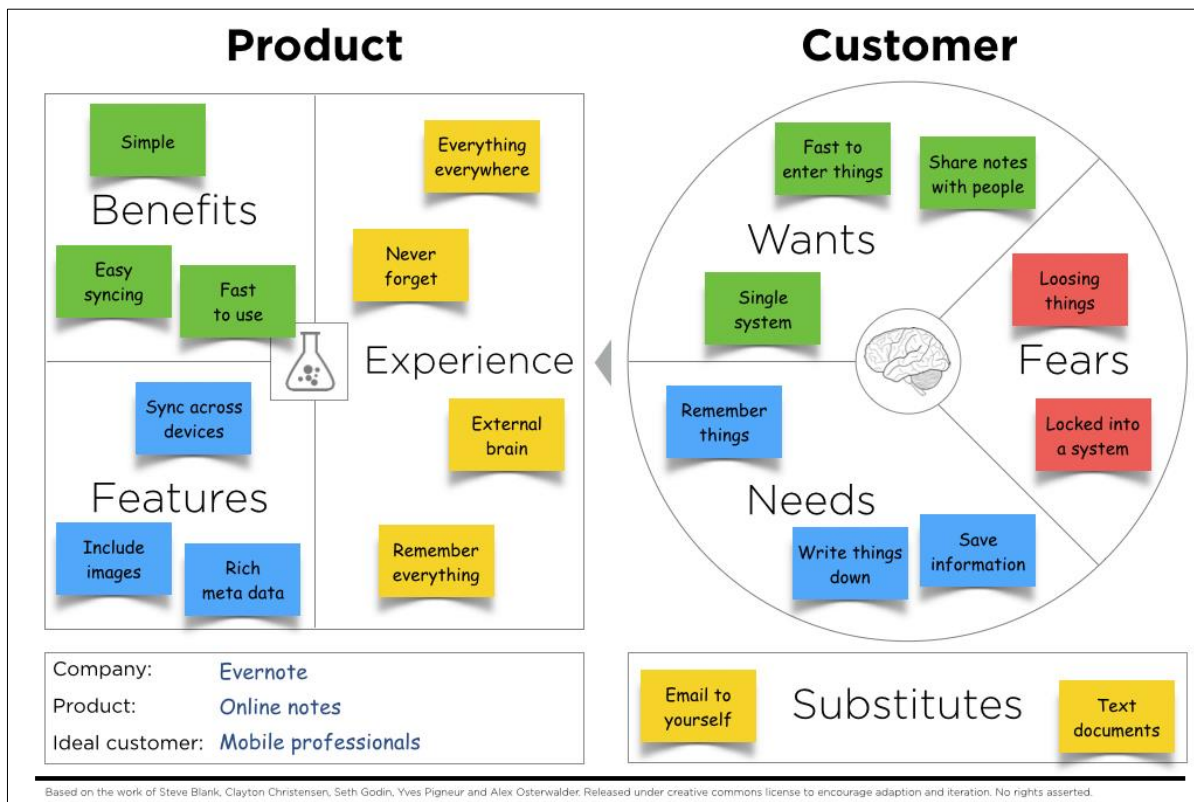 Product
Simple
Benefits
Easy
syncing
Fast
to use
Everything
everywhere
Never
forget
Experience
External
brain
Remember
everything
Sync across
devices
Features
Include
images
Rich
meta data
Company: Evernote
Product: Online notes
Ideal customer: Mobile professionals
Customer
Fast to
enter things
Share notes
with people
Wants
Single
system
Loosing
things
Fears
Locked into
a system
Remember
things
Needs
Write things
down
Save
information
Email to
yourself
Substitutes
Text
documents
Based on the work of Steve Blank, Clayton Christensen, Seth Godin, Yves Pigneur and Alex Osterwalder. Released under creative commons license to encourage adaption and iteration. No rights asserted.